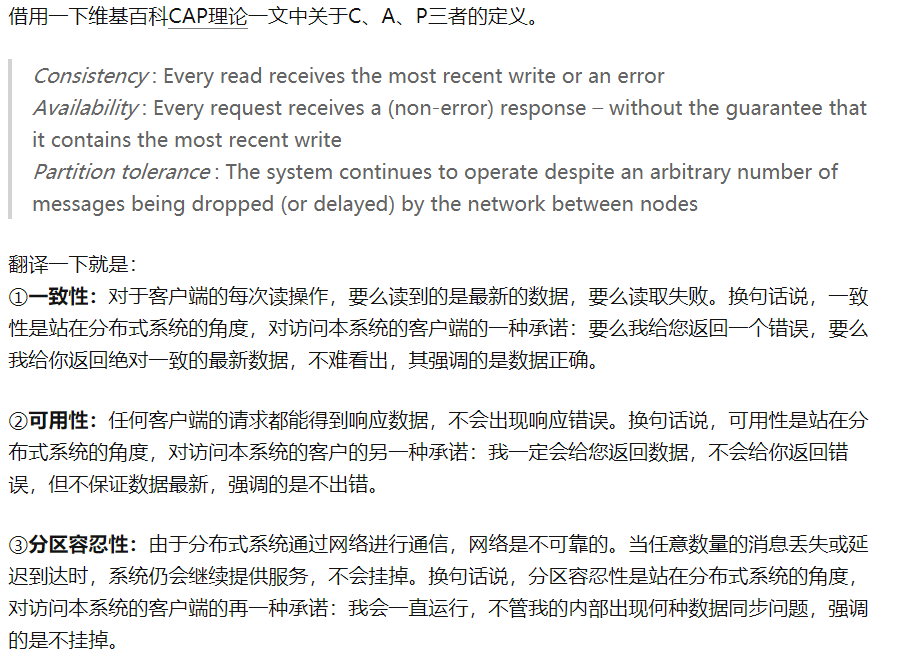 借用一下维基百科CAP理论一文中关于C、A、P三者的定义。
Consistency : Every read receives the most recent write or an error
Availability : Every request receives a (non-error) response – without the guarantee that
it contains the most recent write
Partition tolerance : The system continues to operate despite an arbitrary number of
messages being dropped (or delayed) by the network between nodes
翻译一下就是：
①一致性：对于客户端的每次读操作，要么读到的是最新的数据，要么读取失败。换句话说，一致
性是站在分布式系统的角度，对访问本系统的客户端的一种承诺：要么我给您返回一个错误，要么
我给你返回绝对一致的最新数据，不难看出，其强调的是数据正确。
②可用性：任何客户端的请求都能得到响应数据，不会出现响应错误。换句话说，可用性是站在分
布式系统的角度，对访问本系统的客户的另一种承诺：我一定会给您返回数据，不会给你返回错
误，但不保证数据最新，强调的是不出错。
③分区容忍性：由于分布式系统通过网络进行通信，网络是不可靠的。当任意数量的消息丢失或延
迟到达时，系统仍会继续提供服务，不会挂掉。换句话说，分区容忍性是站在分布式系统的角度，
对访问本系统的客户端的再一种承诺：我会一直运行，不管我的内部出现何种数据同步问题，强调
的是不挂掉。